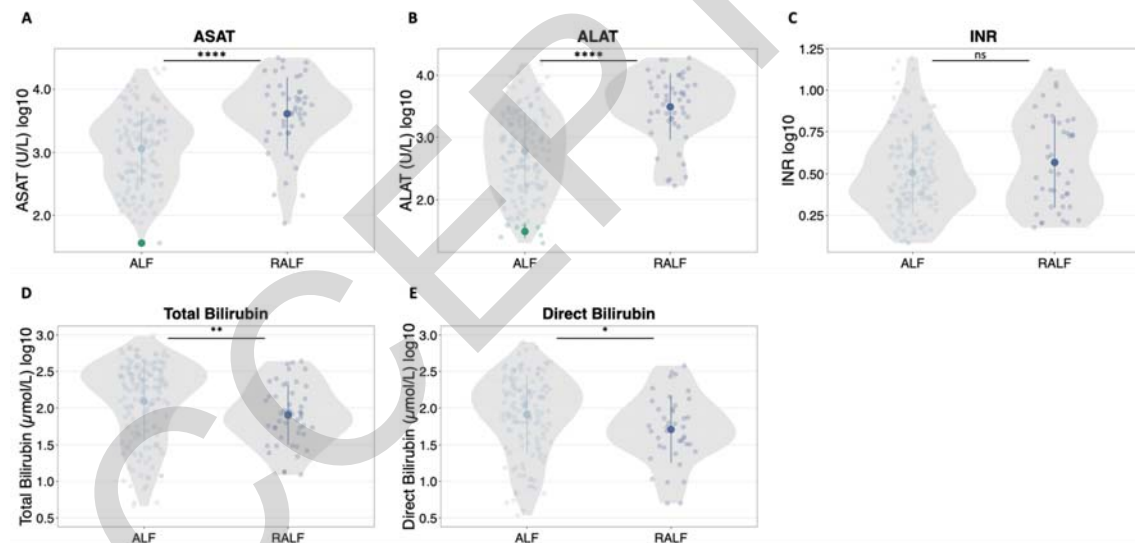 A
ASAT
****
ASAT (U/L) log10
4.0
3.0
2.0
ALF
RALF
B
ALAT
****
ALAT (U/L) log10
4.0
3.0
2.0
ALF
RALF
C
INR
ns
INR log10
1.25
1.00
0.75
0.50
0.25
ALF
RALF
D
Total Bilirubin
**
Total Bilirubin (µmol/L) log10
3.0
2.5
2.0
1.5
1.0
0.5
ALF
RALF
E
Direct Bilirubin
*
Direct Bilirubin (µmol/L) log10
3.0
2.5
2.0
1.5
1.0
0.5
ALF
RALF
CCEP